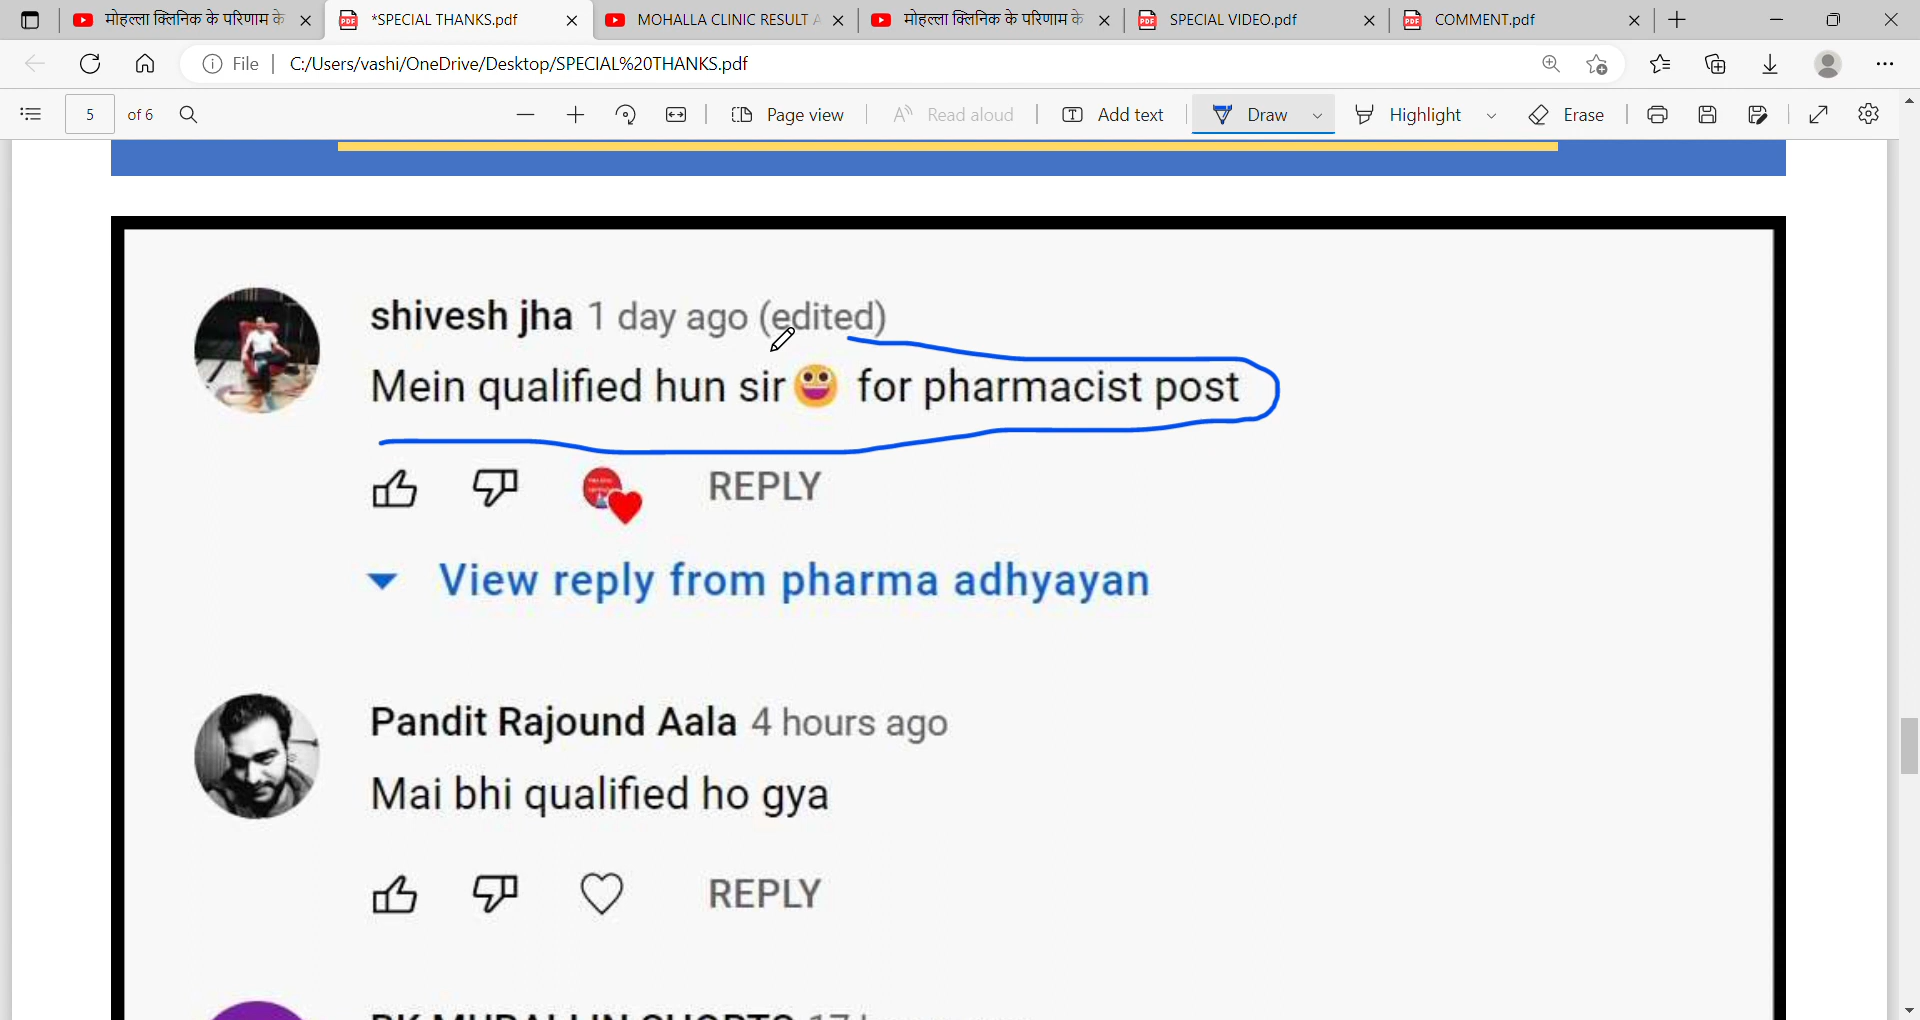 मोहल्ला क्लिनिक के परिणाम के
*SPECIAL THANKS.pdf
MOHALLA CLINIC RESULT
मोहल्ला क्लिनिक के परिणाम के
SPECIAL VIDEO.pdf
COMMENT.pdf
File
C:/Users/vashi/OneDrive/Desktop/SPECIAL%20THANKS.pdf
5 of 6
Page view
Read aloud
Add text
Draw
Highlight
Erase
shivesh jha 1 day ago (edited)
Mein qualified hun sir😀 for pharmacist post
REPLY
View reply from pharma adhyayan
Pandit Rajound Aala 4 hours ago
Mai bhi qualified ho gya
REPLY